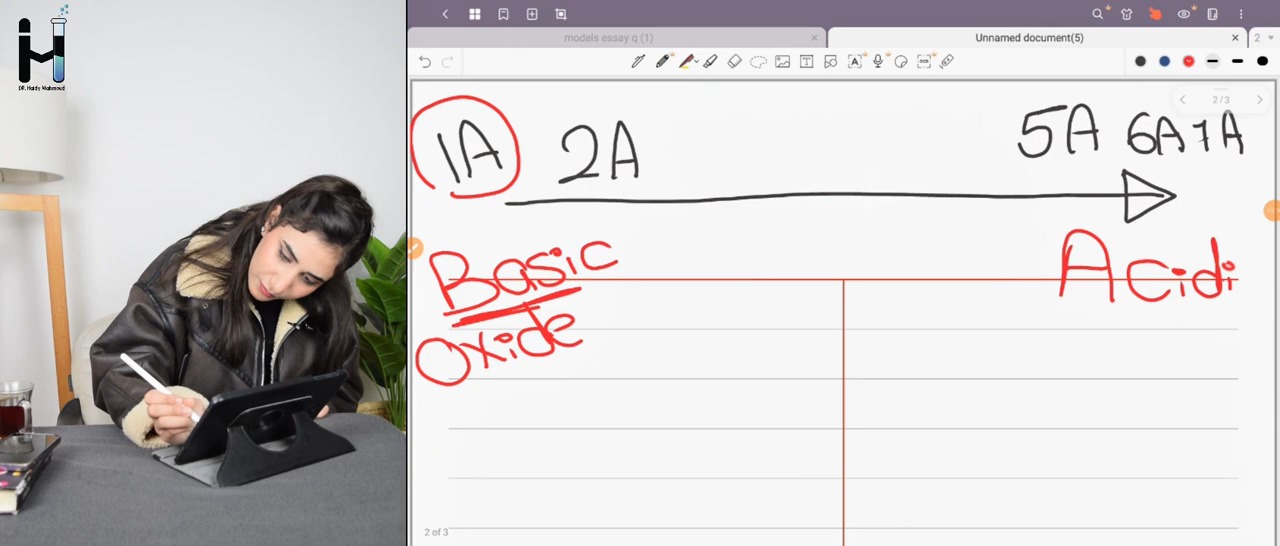 DR. Haidy Mahmoud
models essay q (1)
Unnamed document(5)
2
2/3
1A 2A 5A 6A 7A
Basic Acidi
oxide
2 of 3